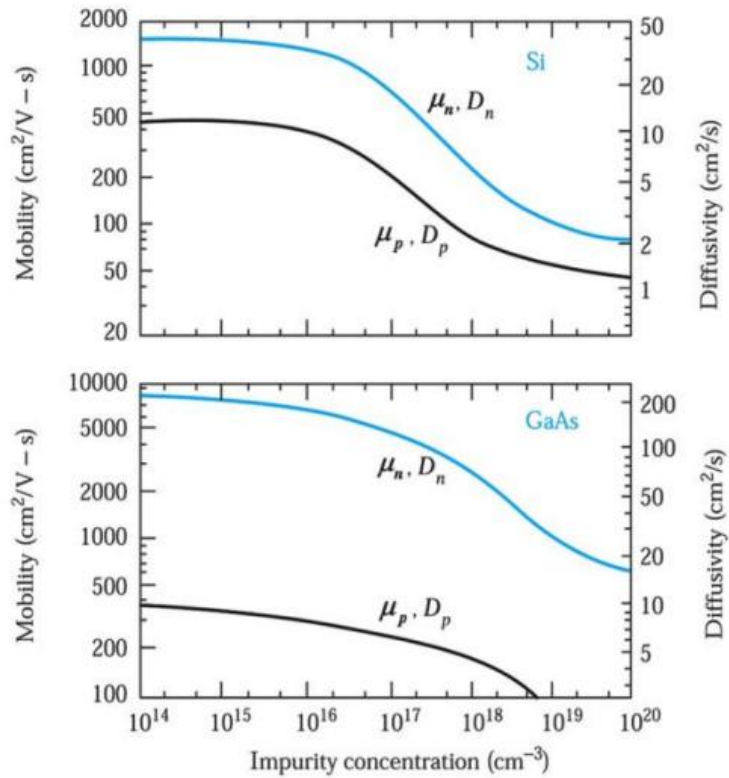 2000
1000
500
200
100
50
20
Mobility (cm²/V – s)
Si
μₙ, Dₙ
μₚ, Dₚ
50
20
10
5
2
1
Diffusivity (cm²/s)
10000
5000
2000
1000
500
200
100
Mobility (cm²/V – s)
GaAs
μₙ, Dₙ
μₚ, Dₚ
200
100
50
20
10
5
Diffusivity (cm²/s)
10¹⁴ 10¹⁵ 10¹⁶ 10¹⁷ 10¹⁸ 10¹⁹ 10²⁰
Impurity concentration (cm⁻³)